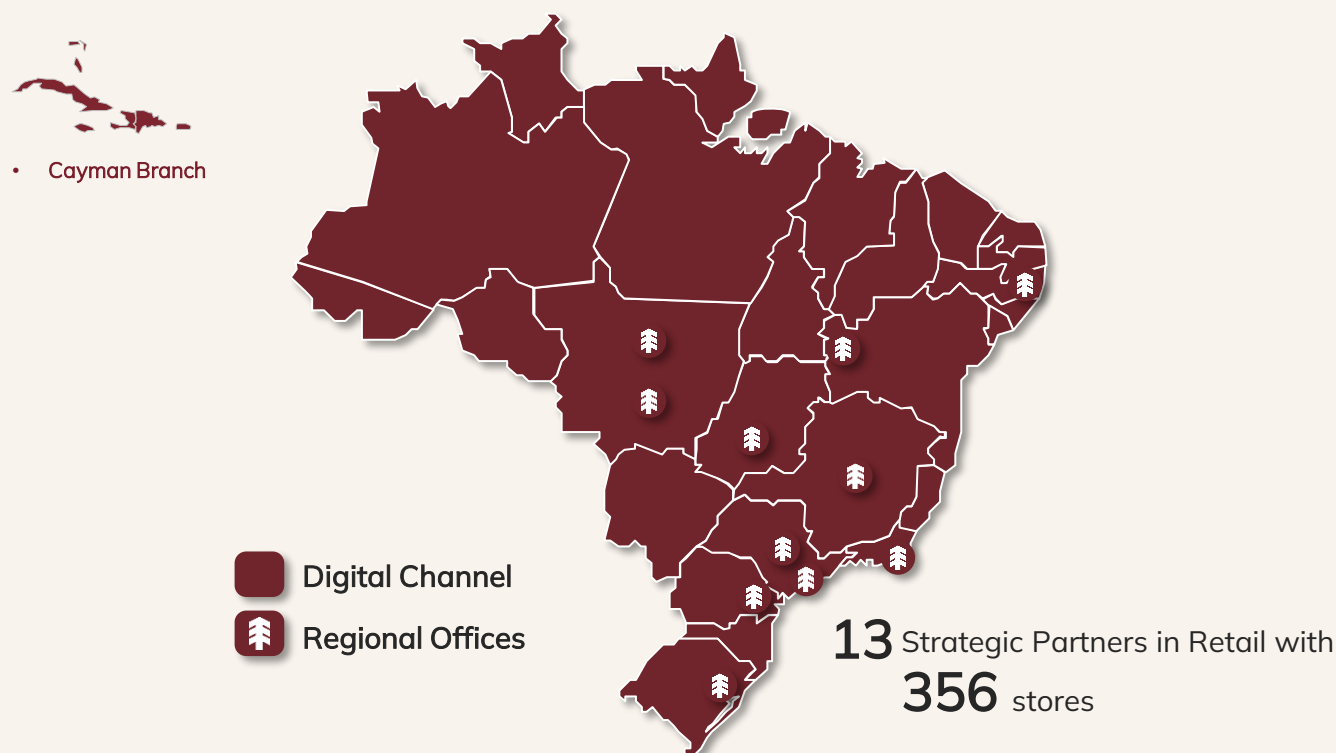 Cayman Branch
Digital Channel
Regional Offices
13 Strategic Partners in Retail with
356 stores